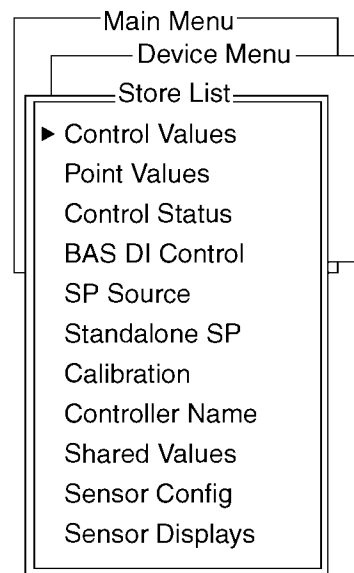 Main Menu
Device Menu
Store List
► Control Values
Point Values
Control Status
BAS DI Control
SP Source
Standalone SP
Calibration
Controller Name
Shared Values
Sensor Config
Sensor Displays